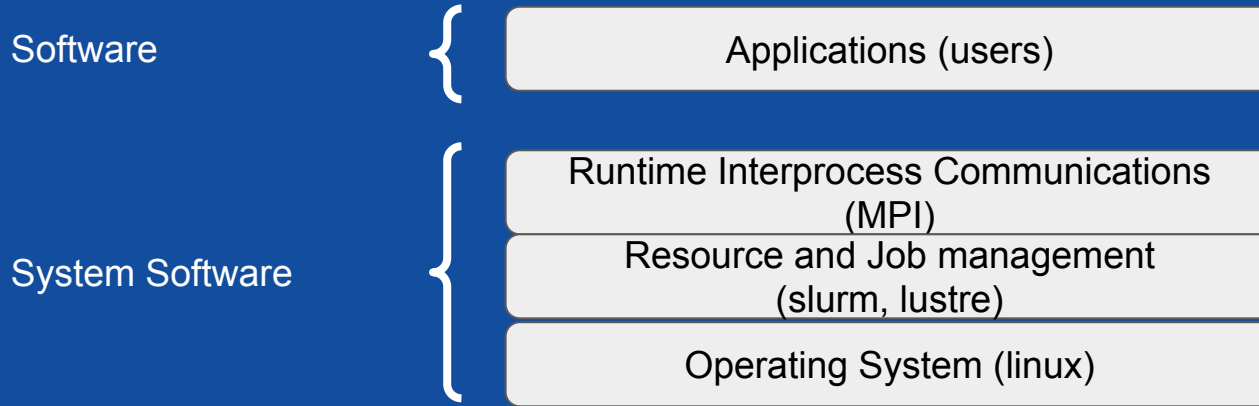 Software
Applications (users)
Runtime Interprocess Communications
(MPI)
System Software
Resource and Job management
(slurm, lustre)
Operating System (linux)